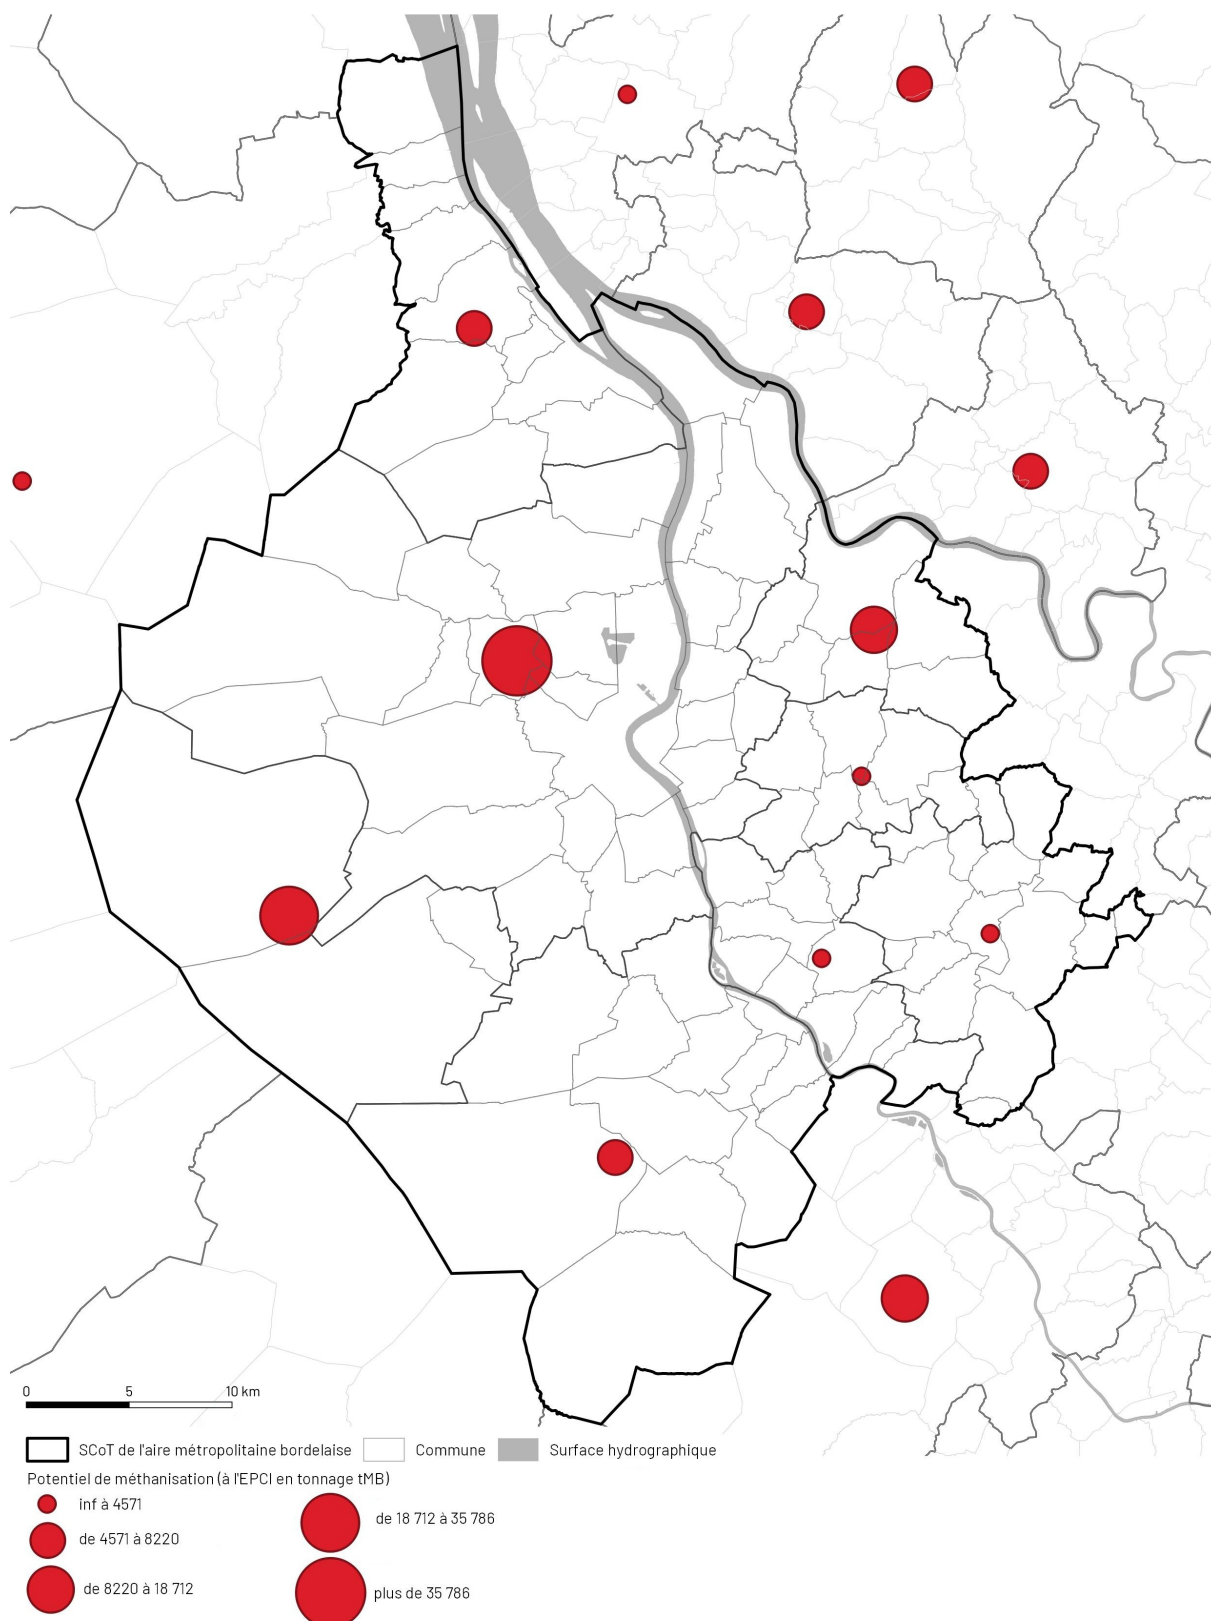 0 5 10 km
SCoT de l'aire métropolitaine bordelaise Commune Surface hydrographique
Potentiel de méthanisation (à l'EPCI en tonnage tMB)
inf à 4571
de 4571 à 8220
de 8220 à 18 712
de 18 712 à 35 786
plus de 35 786